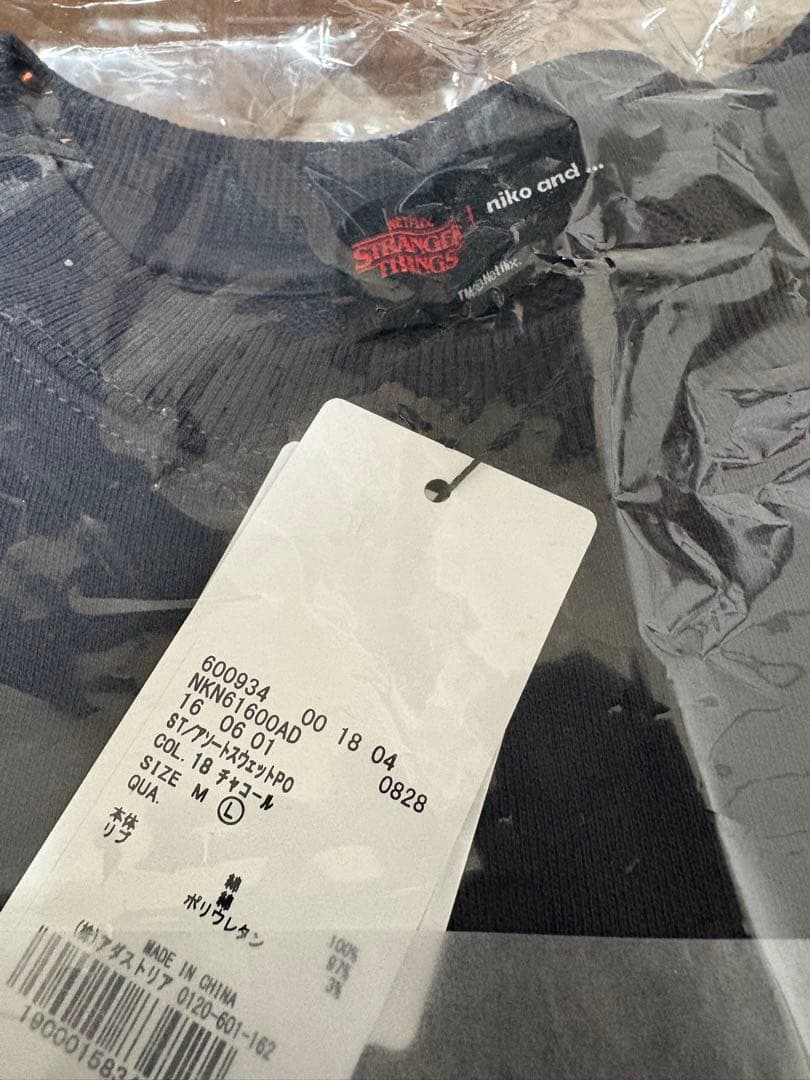 NETFLIX
STRANGER
THINGS
niko and ...
TM/©Netflix.
600934 00 18 04
NKN61600AD
16 06 01 0828
ST/アソートスウェットPO
COL. 18 チャコール
SIZE M Ⓛ
QUA.
本体 綿 100%
リブ 綿 97%
ポリウレタン 3%
MADE IN CHINA
(株)アダストリア 0120-601-162